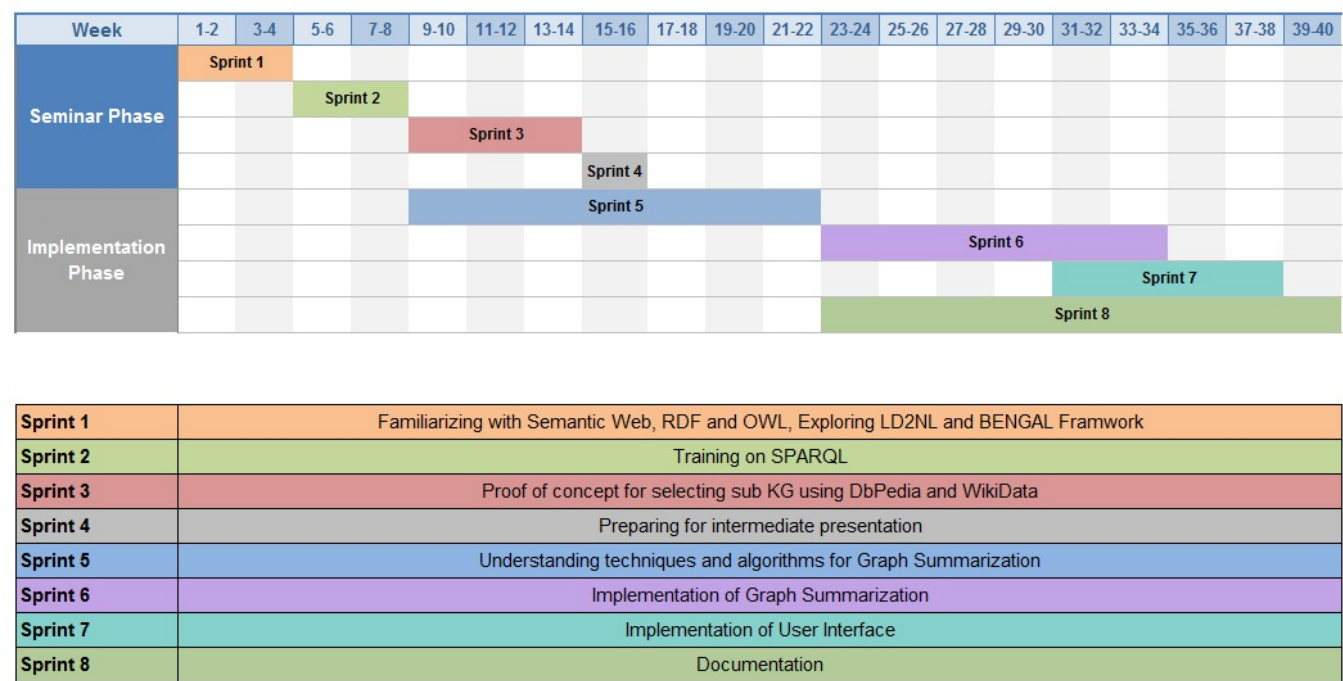 Week 1-2 3-4 5-6 7-8 9-10 11-12 13-14 15-16 17-18 19-20 21-22 23-24 25-26 27-28 29-30 31-32 33-34 35-36 37-38 39-40
Seminar Phase
Sprint 1
Sprint 2
Sprint 3
Sprint 4
Implementation
Phase
Sprint 5
Sprint 6
Sprint 7
Sprint 8
Sprint 1 Familiarizing with Semantic Web, RDF and OWL, Exploring LD2NL and BENGAL Framwork
Sprint 2 Training on SPARQL
Sprint 3 Proof of concept for selecting sub KG using DbPedia and WikiData
Sprint 4 Preparing for intermediate presentation
Sprint 5 Understanding techniques and algorithms for Graph Summarization
Sprint 6 Implementation of Graph Summarization
Sprint 7 Implementation of User Interface
Sprint 8 Documentation